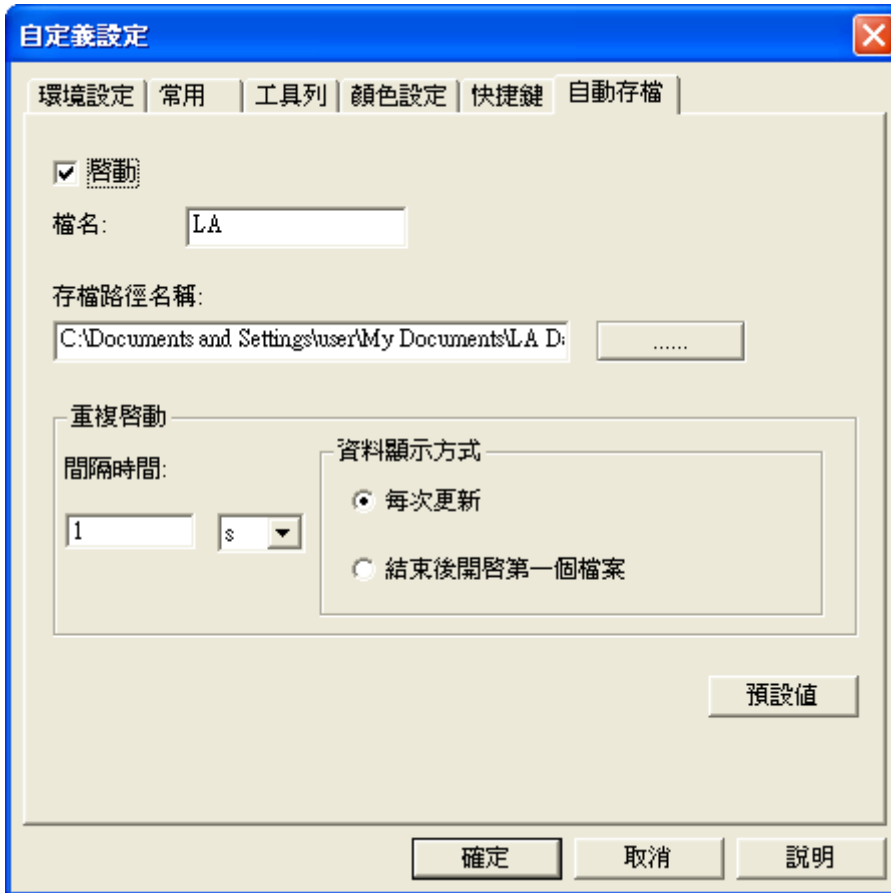 自定義設定
環境設定 常用 工具列 顏色設定 快捷鍵 自動存檔
啓動
檔名: LA
存檔路徑名稱:
C:\Documents and Settings\user\My Documents\LA Da ......
重複啓動
資料顯示方式
間隔時間:
每次更新
1 s
結束後開啓第一個檔案
預設值
確定 取消 說明